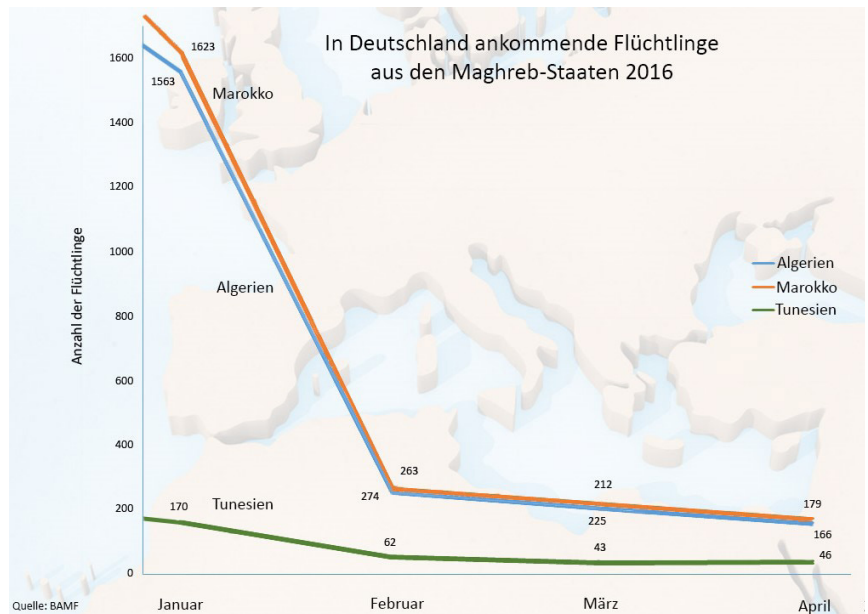 In Deutschland ankommende Flüchtlinge
aus den Maghreb-Staaten 2016
Anzahl der Flüchtlinge
1600
1400
1200
1000
800
600
400
200
0
1623
1563
Marokko
Algerien
Tunesien
170
263
274
62
212
225
43
179
166
46
Algerien
Marokko
Tunesien
Januar
Februar
März
April
Quelle: BAMF